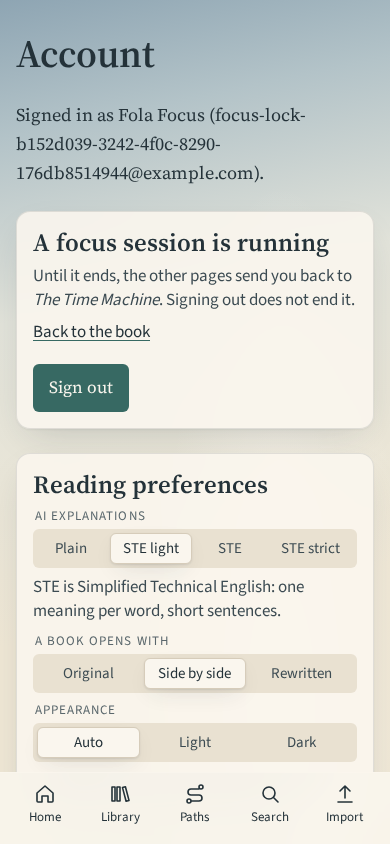 Account
Signed in as Fola Focus (focus-lock-
b152d039-3242-4f0c-8290-
176db8514944@example.com).
A focus session is running
Until it ends, the other pages send you back to
The Time Machine. Signing out does not end it.
Back to the book
Sign out
Reading preferences
AI EXPLANATIONS
Plain STE light STE STE strict
STE is Simplified Technical English: one
meaning per word, short sentences.
A BOOK OPENS WITH
Original Side by side Rewritten
APPEARANCE
Auto Light Dark
Home Library Paths Search Import